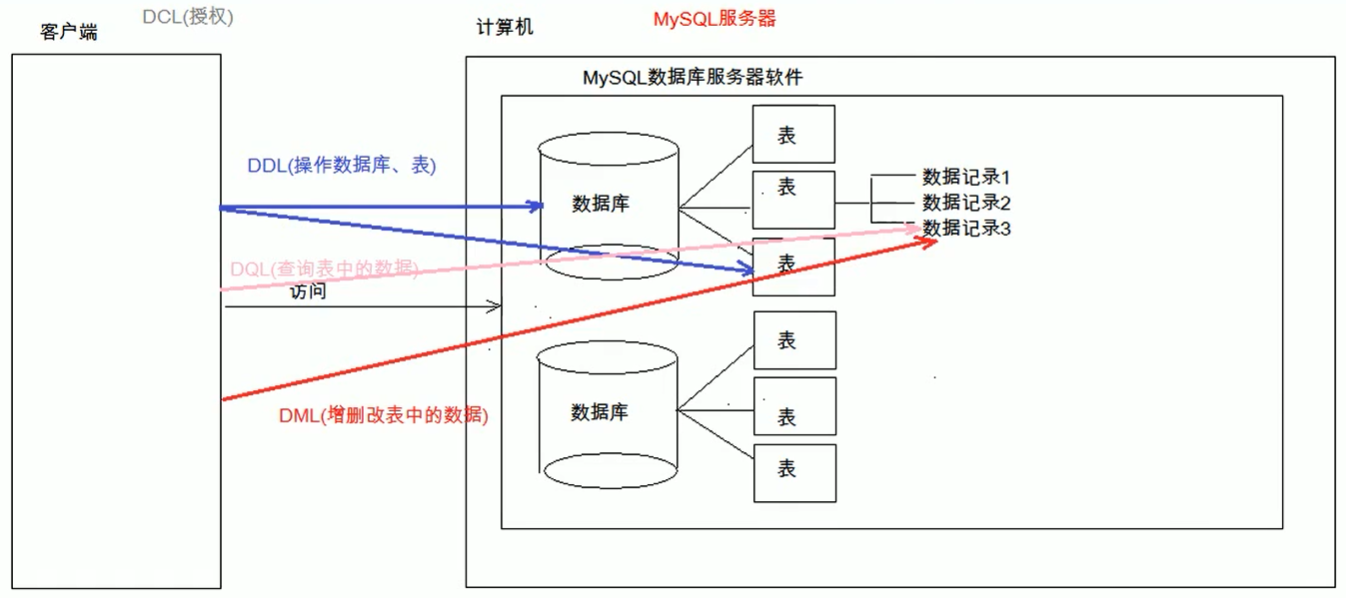 DCL(授权)
客户端
计算机
MySQL服务器
MySQL数据库服务器软件
表
DDL(操作数据库、表)
表
数据记录1
数据库
数据记录2
数据记录3
表
DQL(查询表中的数据)
访问
表
数据库
表
DML(增删改表中的数据)
表